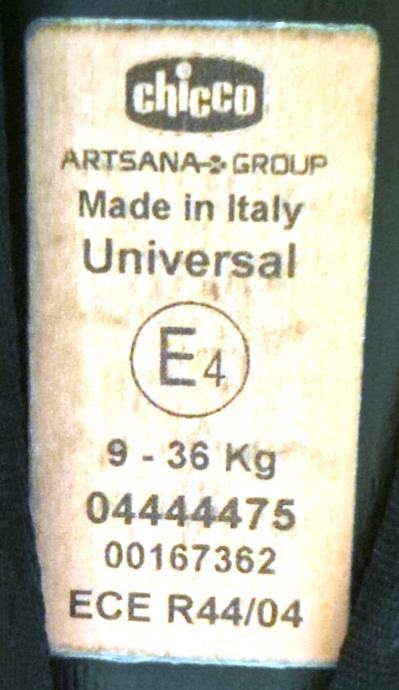 chicco
ARTSANA GROUP
Made in Italy
Universal
E4
9 - 36 Kg
04444475
00167362
ECE R44/04